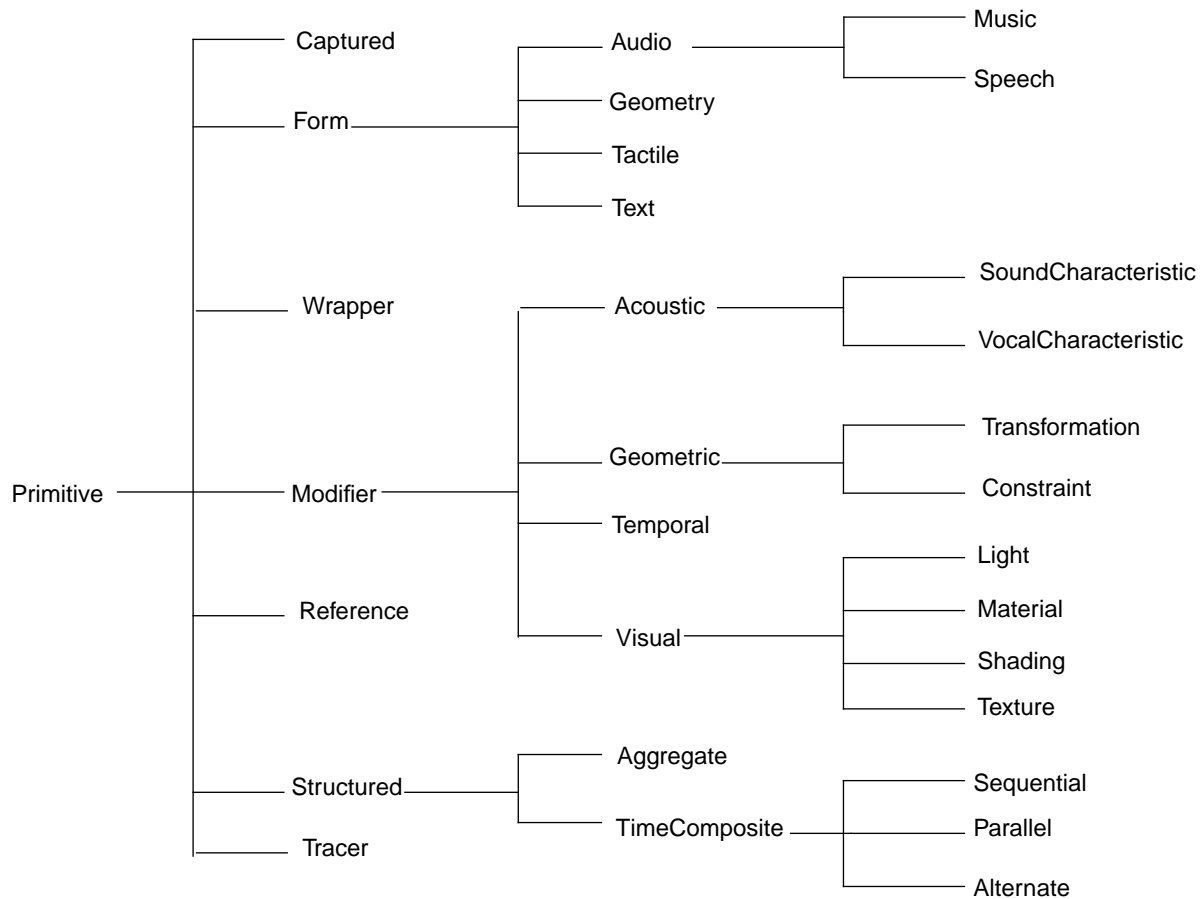 Primitive
Captured
Form
Audio
Music
Speech
Geometry
Tactile
Text
Wrapper
Modifier
Acoustic
SoundCharacteristic
VocalCharacteristic
Geometric
Transformation
Constraint
Temporal
Visual
Light
Material
Shading
Texture
Reference
Structured
Aggregate
TimeComposite
Sequential
Parallel
Alternate
Tracer